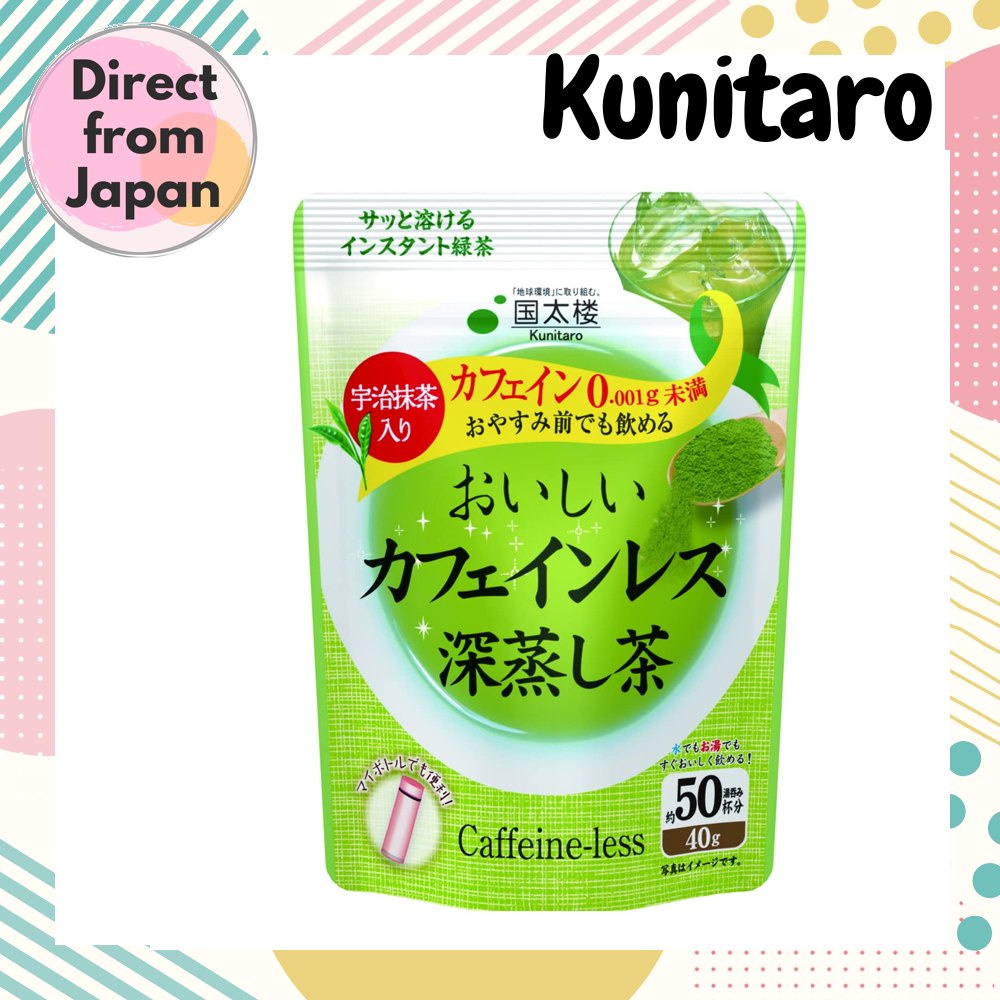 Direct
from
Japan
Kunitaro
サッと溶ける
インスタント緑茶
「地球環境」に取り組む。
国太楼
Kunitaro
宇治抹茶
入り
カフェイン0.001g未満
おやすみ前でも飲める
おいしい
カフェインレス
深蒸し茶
マイボトルでも便利!
水でもお湯でも
すぐおいしく飲める!
約50湯呑み杯分
40g
Caffeine-less
写真はイメージです。